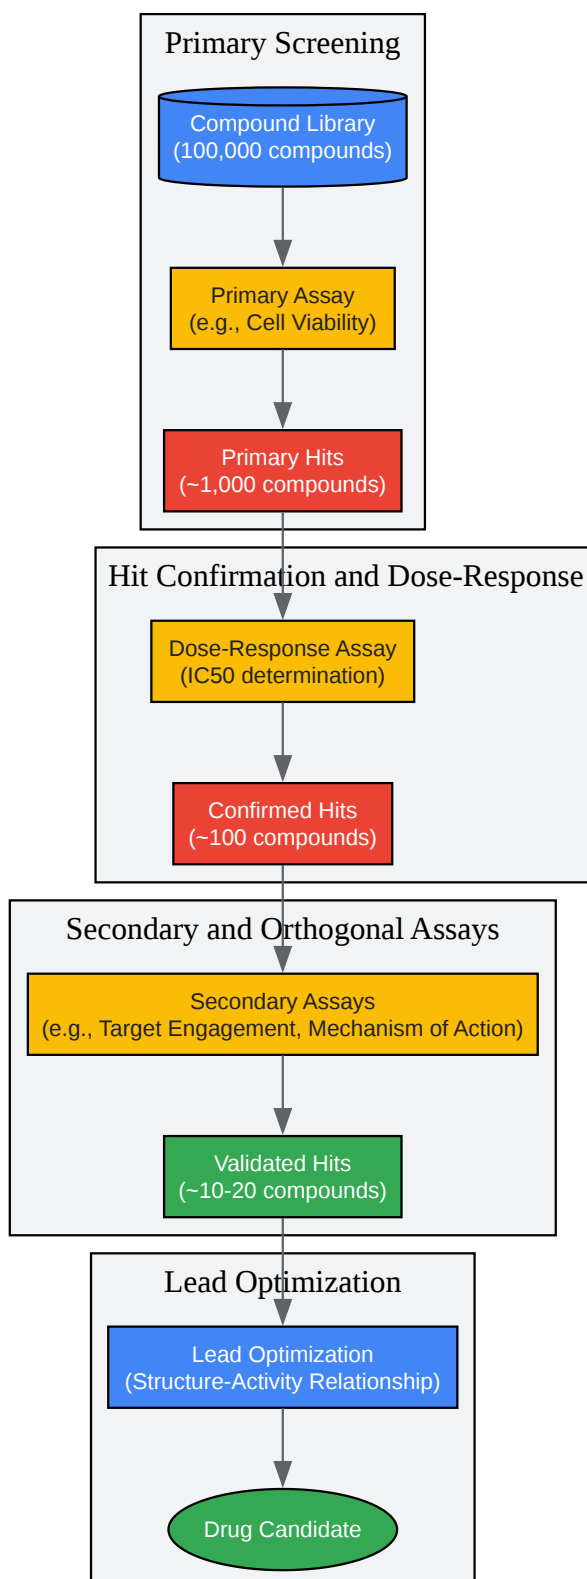 Primary Screening
Compound Library
(100,000 compounds)
Primary Assay
(e.g., Cell Viability)
Primary Hits
(~1,000 compounds)
Hit Confirmation and Dose-Response
Dose-Response Assay
(IC50 determination)
Confirmed Hits
(~100 compounds)
Secondary and Orthogonal Assays
Secondary Assays
(e.g., Target Engagement, Mechanism of Action)
Validated Hits
(~10-20 compounds)
Lead Optimization
Lead Optimization
(Structure-Activity Relationship)
Drug Candidate